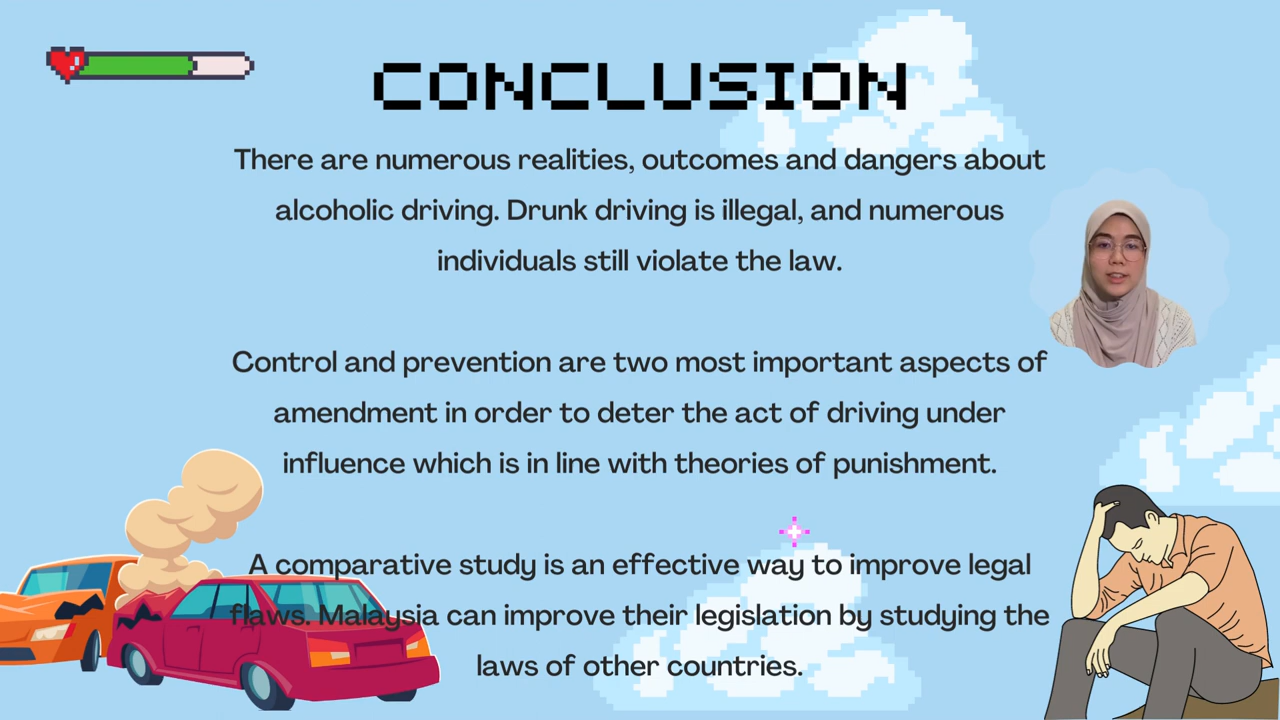 CONCLUSION
There are numerous realities, outcomes and dangers about
alcoholic driving. Drunk driving is illegal, and numerous
individuals still violate the law.
Control and prevention are two most important aspects of
amendment in order to deter the act of driving under
influence which is in line with theories of punishment.
A comparative study is an effective way to improve legal
flaws. Malaysia can improve their legislation by studying the
laws of other countries.